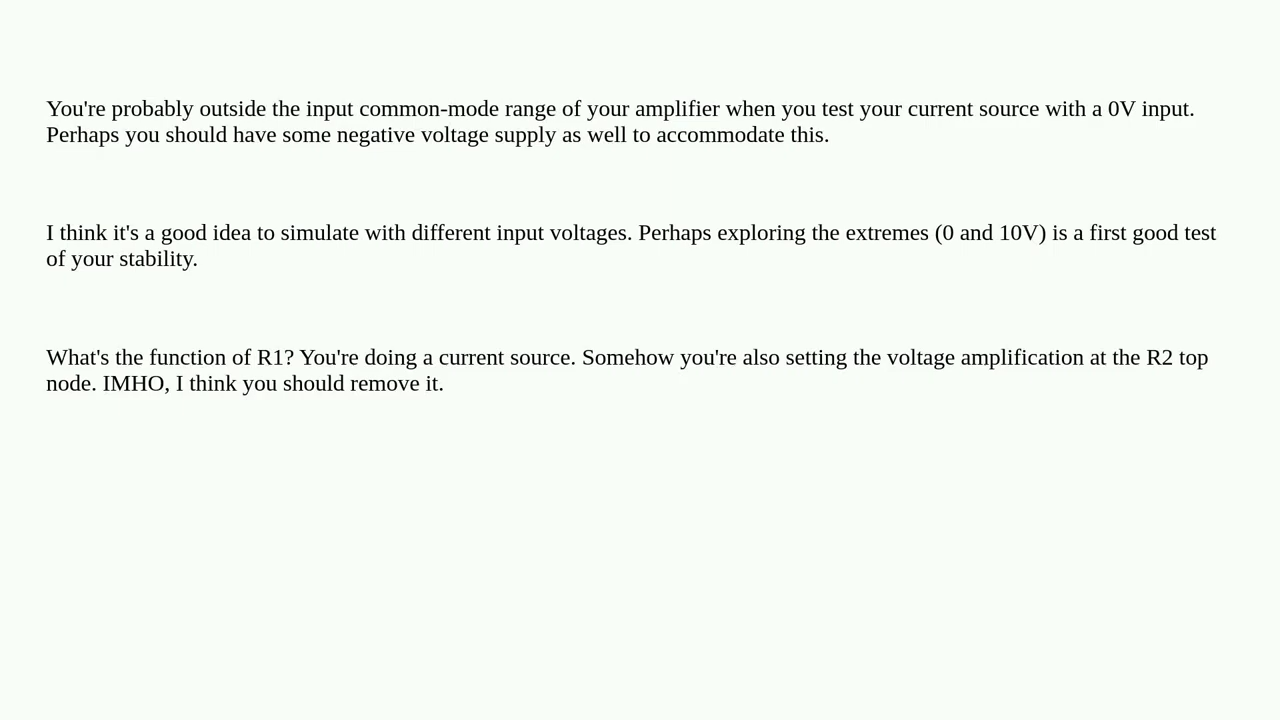 You're probably outside the input common-mode range of your amplifier when you test your current source with a 0V input.
Perhaps you should have some negative voltage supply as well to accommodate this.
I think it's a good idea to simulate with different input voltages. Perhaps exploring the extremes (0 and 10V) is a first good test
of your stability.
What's the function of R1? You're doing a current source. Somehow you're also setting the voltage amplification at the R2 top
node. IMHO, I think you should remove it.